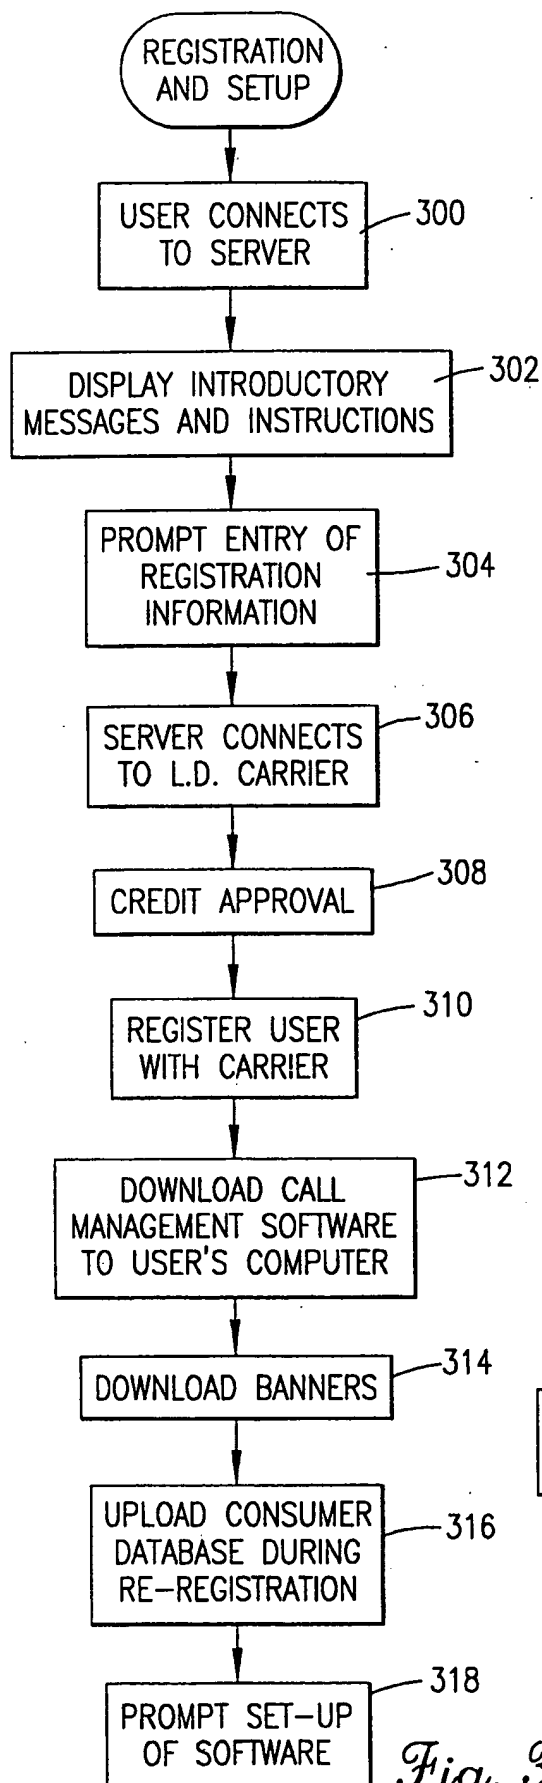 REGISTRATION
AND SETUP
USER CONNECTS
TO SERVER
300
DISPLAY INTRODUCTORY
MESSAGES AND INSTRUCTIONS
302
PROMPT ENTRY OF
REGISTRATION
INFORMATION
304
SERVER CONNECTS
TO L.D. CARRIER
306
CREDIT APPROVAL
308
REGISTER USER
WITH CARRIER
310
DOWNLOAD CALL
MANAGEMENT SOFTWARE
TO USER'S COMPUTER
312
DOWNLOAD BANNERS
314
UPLOAD CONSUMER
DATABASE DURING
RE-REGISTRATION
316
PROMPT SET-UP
OF SOFTWARE
318
Fig.